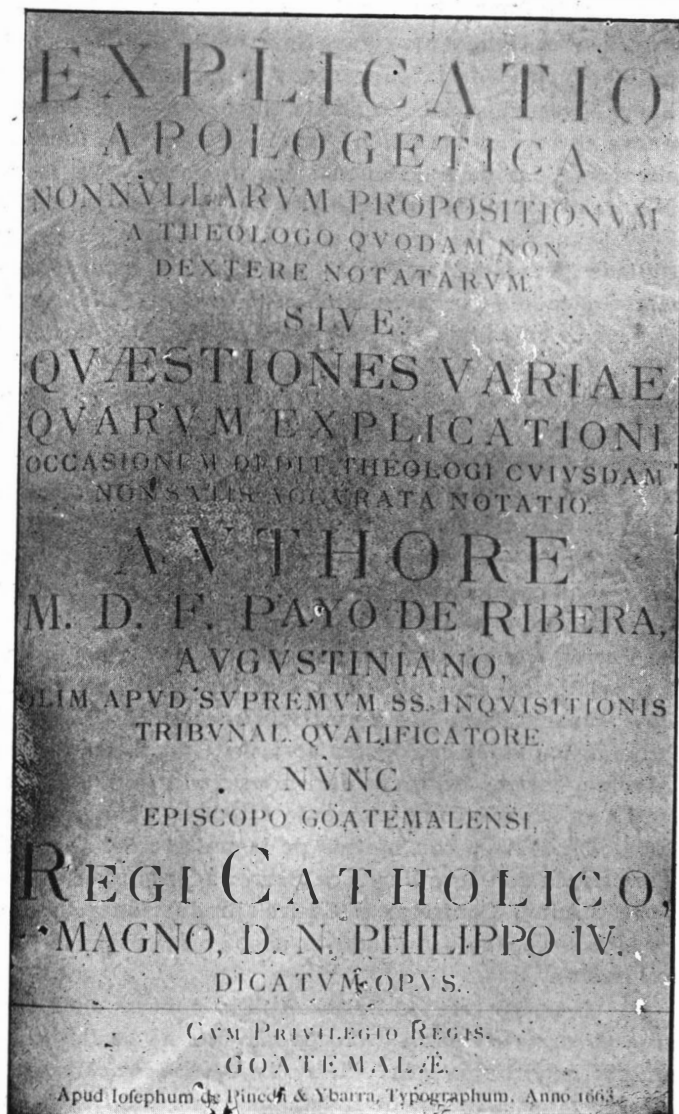 EXPLICATIO
APOLOGETICA
NONNVLLARVM PROPOSITIONVM
A THEOLOGO QVODAM NON
DEXTERE NOTATARVM.
SIVE:
QVÆSTIONES VARIAE
QVARVM EXPLICATIONI
OCCASIONEM DEDIT THEOLOGI CVIVSDAM
NON SATIS ACCVRATA NOTATIO.
AVTHORE
M. D. F. PAYO DE RIBERA,
AVGVSTINIANO,
OLIM APVD SVPREMVM SS. INQVISITIONIS
TRIBVNAL QVALIFICATORE.
NVNC
EPISCOPO GOATEMALENSI,
REGI CATHOLICO,
MAGNO, D. N. PHILIPPO IV.
DICATVM OPVS.
CVM PRIVILEGIO REGIS.
GOATEMALÆ.
Apud Iosephum de Pineda & Ybarra, Typographum. Anno 1663.